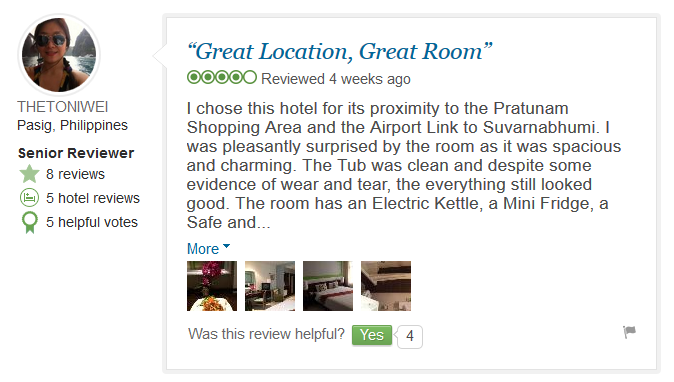 “Great Location, Great Room”
Reviewed 4 weeks ago
THETONIWEI
Pasig, Philippines
Senior Reviewer
8 reviews
5 hotel reviews
5 helpful votes
I chose this hotel for its proximity to the Pratunam
Shopping Area and the Airport Link to Suvarnabhumi. I
was pleasantly surprised by the room as it was spacious
and charming. The Tub was clean and despite some
evidence of wear and tear, the everything still looked
good. The room has an Electric Kettle, a Mini Fridge, a
Safe and...
More
Was this review helpful? Yes 4